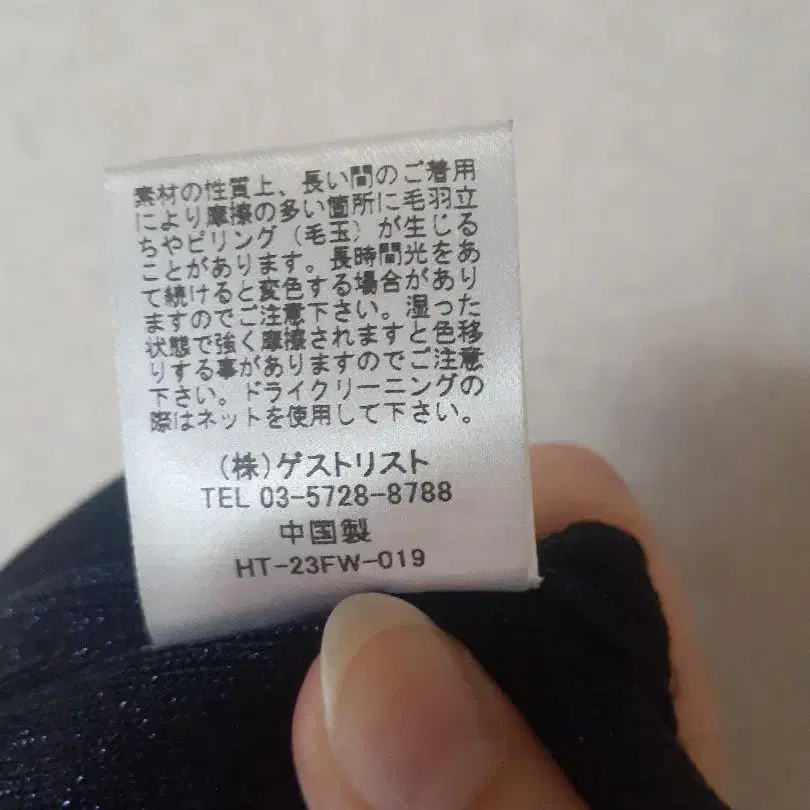 素材の性質上、長い間のご着用
により摩擦の多い箇所に毛羽立
ちやピリング（毛玉）が生じる
ことがあります。長時間光をあ
て続けると変色する場合があり
ますのでご注意下さい。湿った
状態で強く摩擦されますと色移
りする事がありますのでご注意
下さい。ドライクリーニングの
際はネットを使用して下さい。
(株)ゲストリスト
TEL 03-5728-8788
中国製
HT-23FW-019